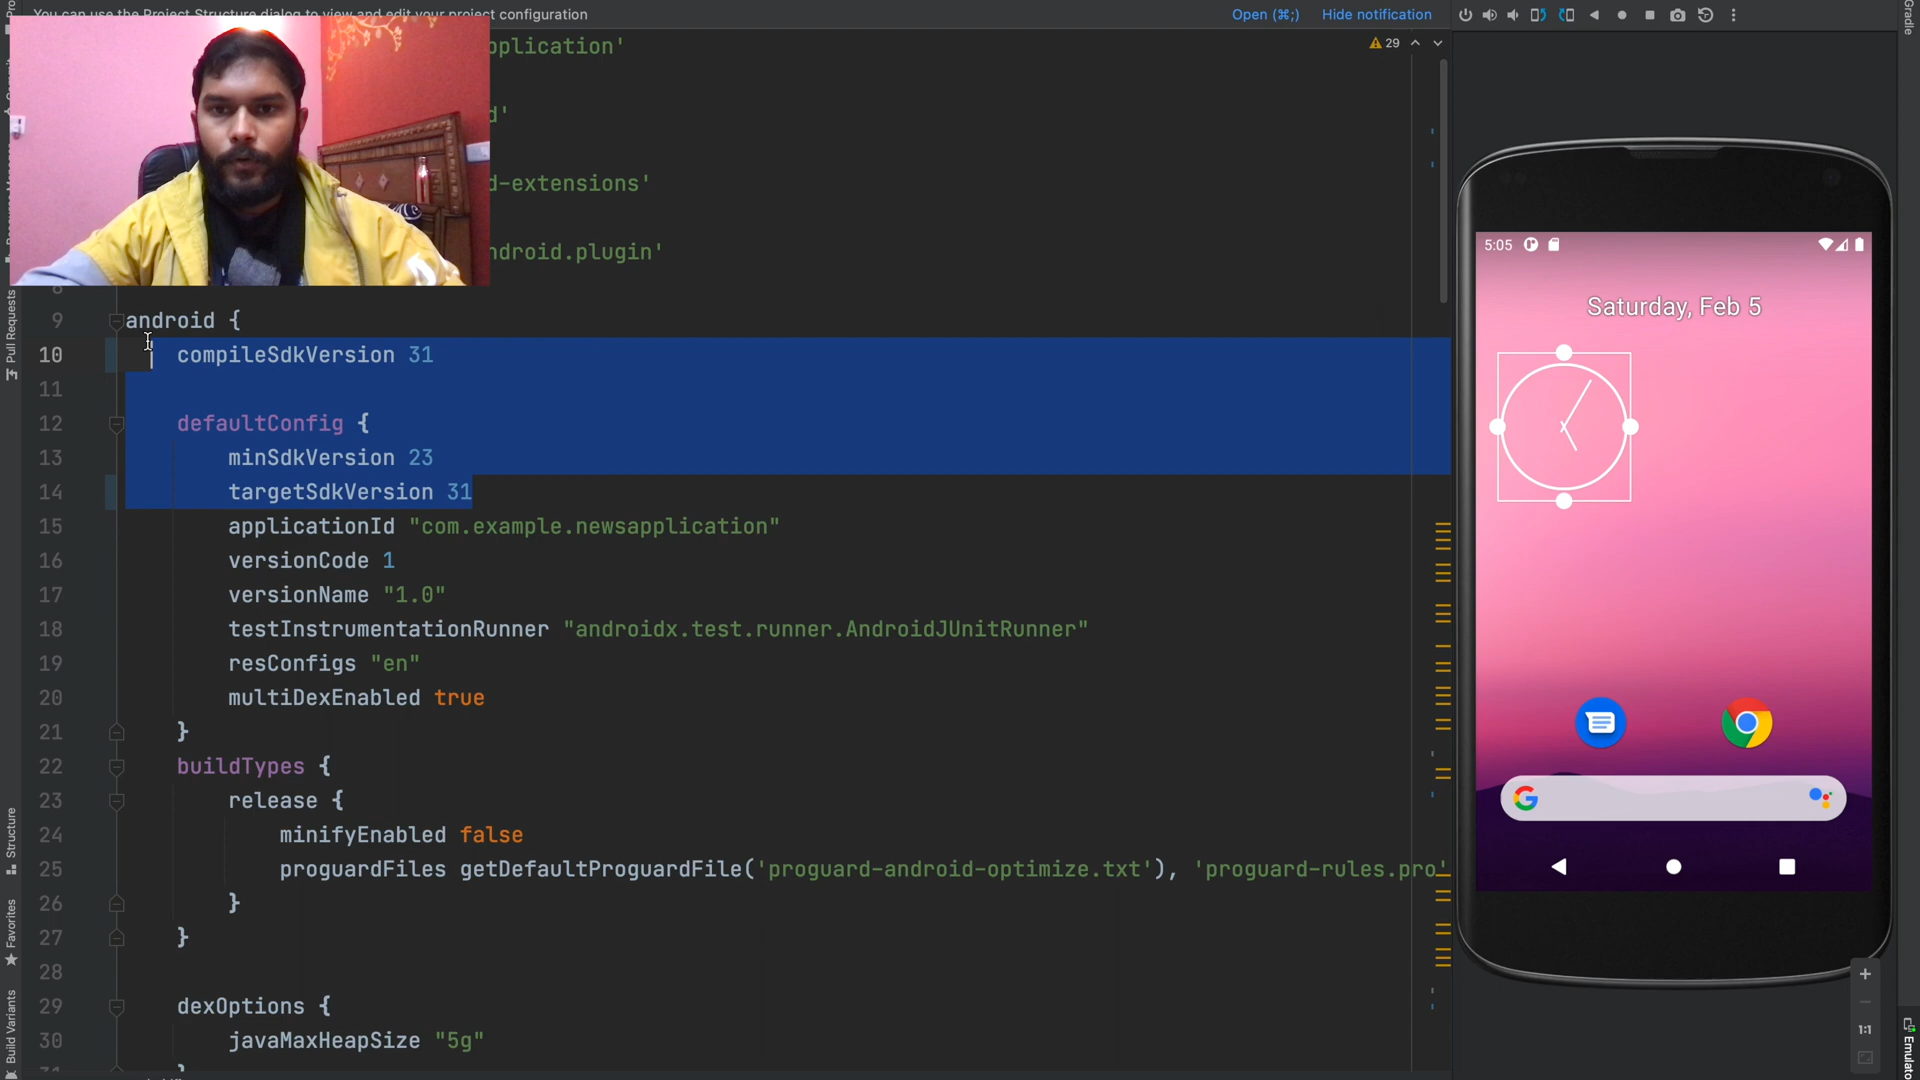 You can use the Project Structure dialog to view and edit your project configuration
Open (⌘;)
Hide notification
Gradle
29
pplication'
d'
d-extensions'
ndroid.plugin'
Pull Requests
Structure
Favorites
Build Variants
8
9 android {
10 compileSdkVersion 31
11
12 defaultConfig {
13 minSdkVersion 23
14 targetSdkVersion 31
15 applicationId "com.example.newsapplication"
16 versionCode 1
17 versionName "1.0"
18 testInstrumentationRunner "androidx.test.runner.AndroidJUnitRunner"
19 resConfigs "en"
20 multiDexEnabled true
21 }
22 buildTypes {
23 release {
24 minifyEnabled false
25 proguardFiles getDefaultProguardFile('proguard-android-optimize.txt'), 'proguard-rules.pro'
26 }
27 }
28
29 dexOptions {
30 javaMaxHeapSize "5g"
31 }
5:05
Saturday, Feb 5
G
1:1
Emulato